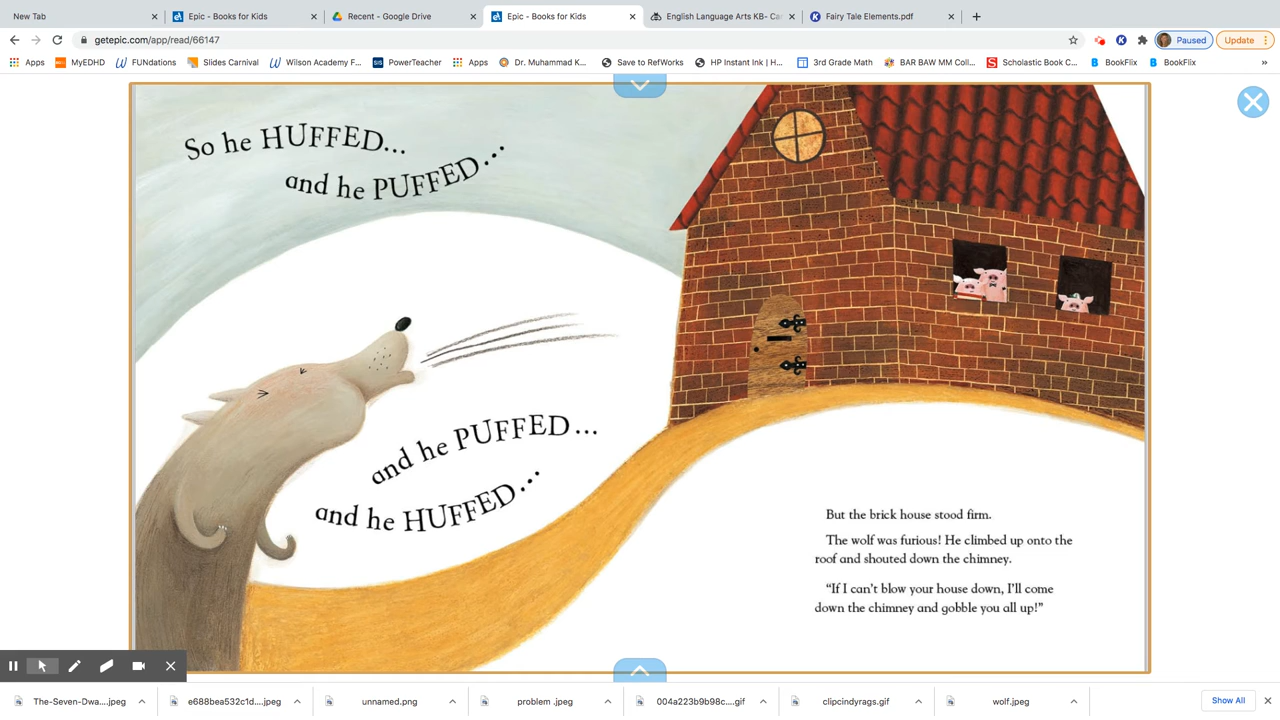 New Tab
Epic - Books for Kids
Recent - Google Drive
Epic - Books for Kids
English Language Arts KB- Ca
Fairy Tale Elements.pdf
getepic.com/app/read/66147
Paused
Update
Apps
MyEDHD
FUNdations
Slides Carnival
Wilson Academy F...
PowerTeacher
Apps
Dr. Muhammad K...
Save to RefWorks
HP Instant Ink | H...
3rd Grade Math
BAR BAW MM Coll...
Scholastic Book C...
BookFlix
BookFlix
So he HUFFED...
and he PUFFED...
and he PUFFED...
and he HUFFED...
But the brick house stood firm.
The wolf was furious! He climbed up onto the
roof and shouted down the chimney.
“If I can’t blow your house down, I’ll come
down the chimney and gobble you all up!”
The-Seven-Dwa....jpeg
e688bea532c1d....jpeg
unnamed.png
problem .jpeg
004a223b9b98c....gif
clipcindyrags.gif
wolf.jpeg
Show All